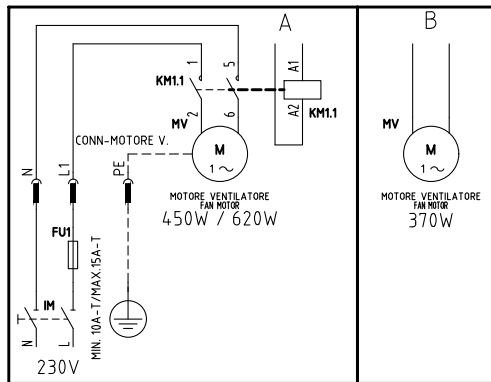 A
B
1
5
KM1.1
A1
A2
KM1.1
2
6
MV
M
1 ~
CONN-MOTORE V.
MOTORE VENTILATORE
FAN MOTOR
450W / 620W
MV
M
1 ~
MOTORE VENTILATORE
FAN MOTOR
370W
N
L1
PE
FU1
MIN. 10A-T/MAX.15A-T
IM
N
L
230V